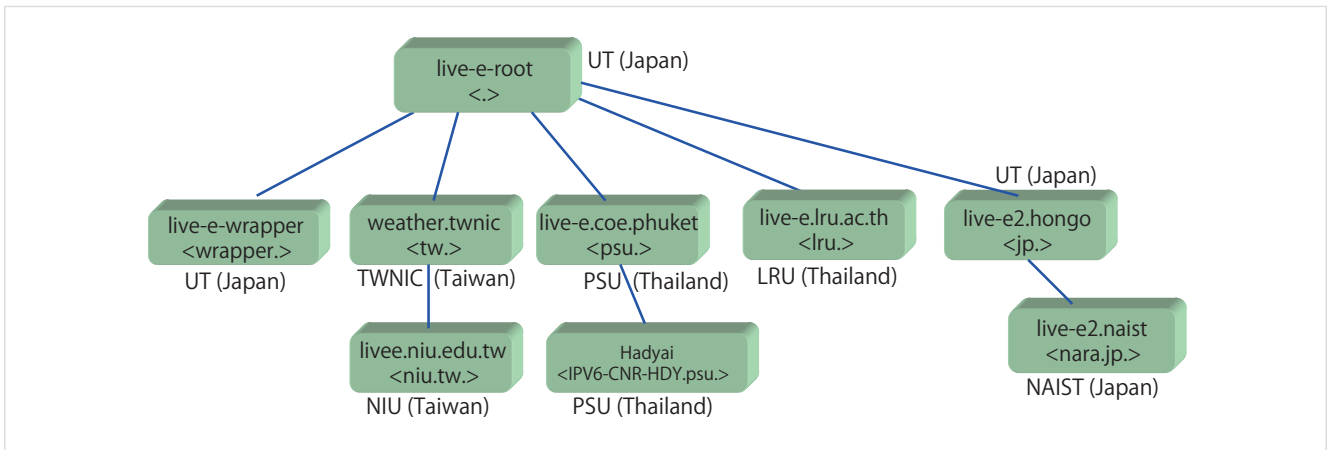 live-e-root
<.>
UT (Japan)
UT (Japan)
live-e-wrapper
<wrapper.>
UT (Japan)
weather.twnic
<tw.>
TWNIC (Taiwan)
live-e.coe.phuket
<psu.>
PSU (Thailand)
live-e.lru.ac.th
<lru.>
LRU (Thailand)
live-e2.hongo
<jp.>
livee.niu.edu.tw
<niu.tw.>
NIU (Taiwan)
Hadyai
<IPV6-CNR-HDY.psu.>
PSU (Thailand)
live-e2.naist
<nara.jp.>
NAIST (Japan)